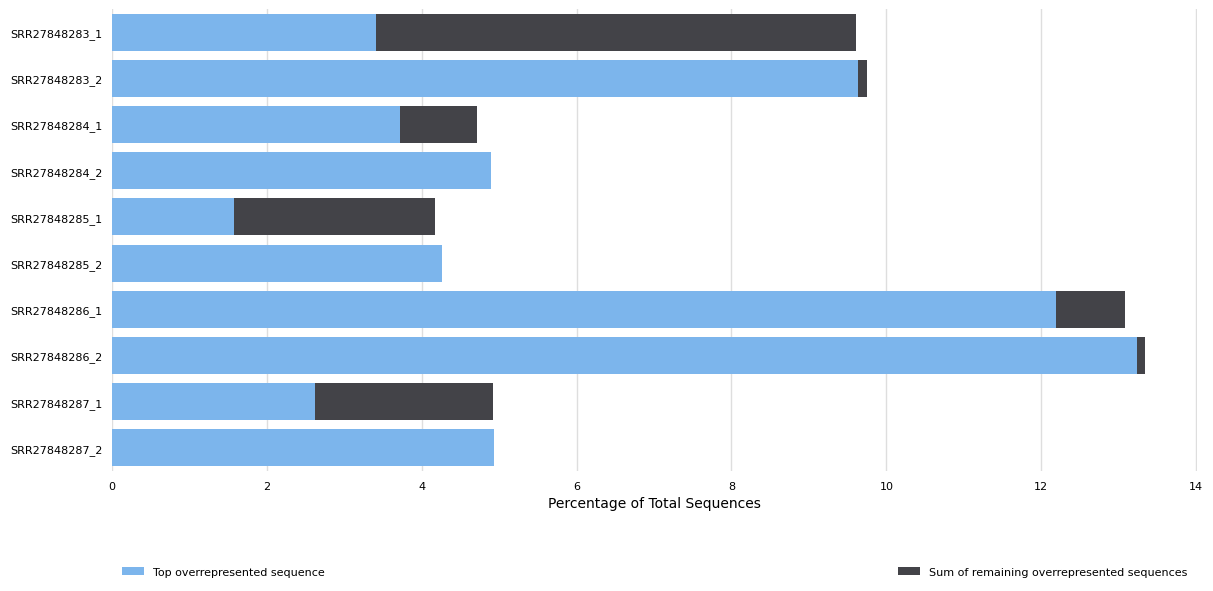 SRR27848283_1
SRR27848283_2
SRR27848284_1
SRR27848284_2
SRR27848285_1
SRR27848285_2
SRR27848286_1
SRR27848286_2
SRR27848287_1
SRR27848287_2
0 2 4 6 8 10 12 14
Percentage of Total Sequences
Top overrepresented sequence Sum of remaining overrepresented sequences